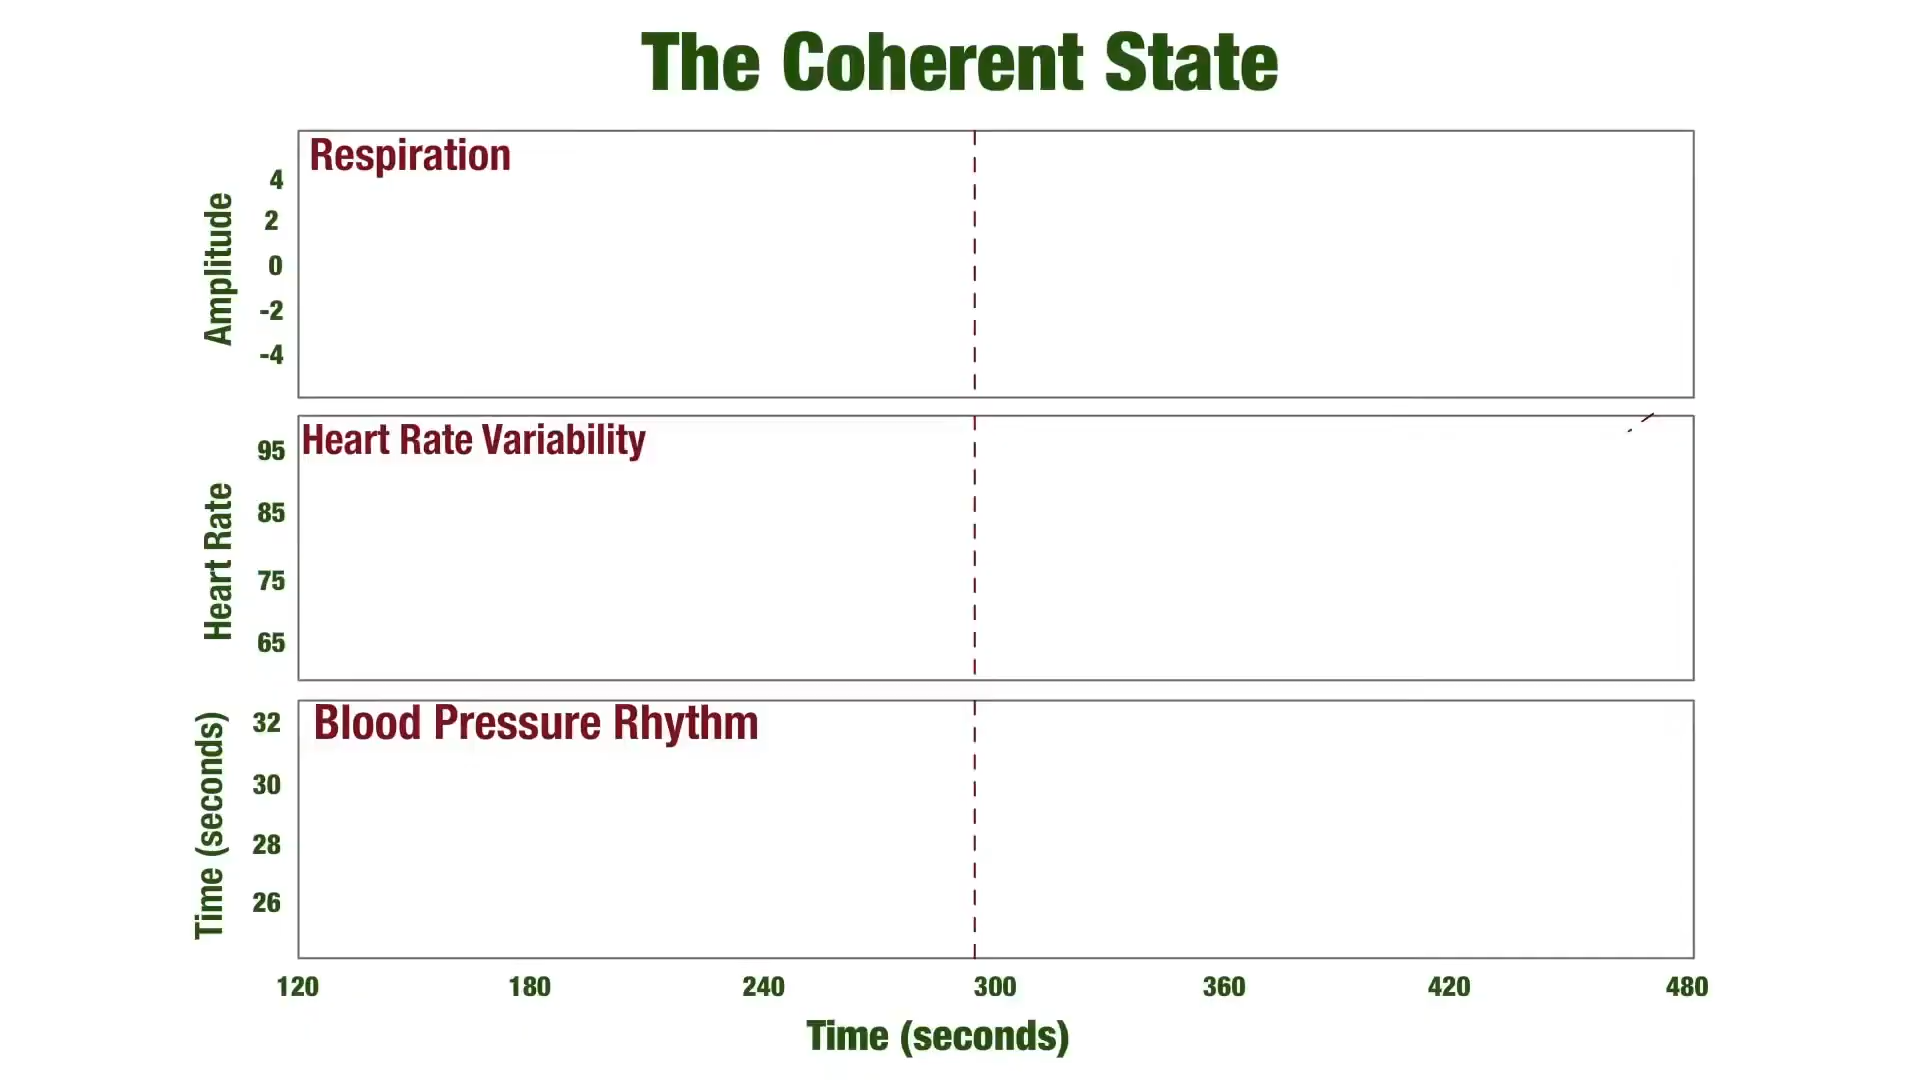 The Coherent State
Respiration
Amplitude
4
2
0
-2
-4
Heart Rate Variability
Heart Rate
95
85
75
65
Blood Pressure Rhythm
Time (seconds)
32
30
28
26
120 180 240 300 360 420 480
Time (seconds)